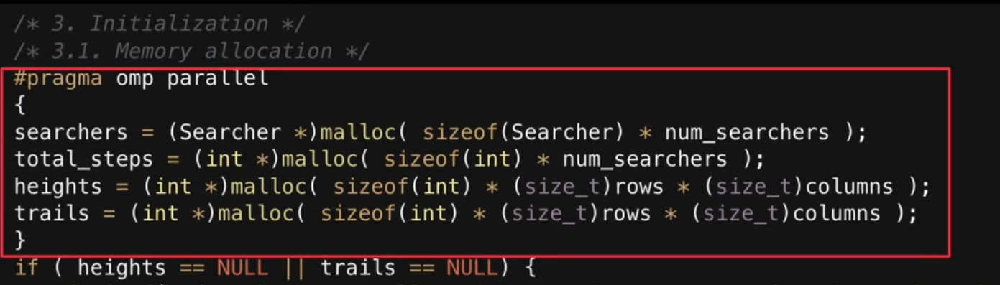 /* 3. Initialization */
/* 3.1. Memory allocation */
#pragma omp parallel
{
searchers = (Searcher *)malloc( sizeof(Searcher) * num_searchers );
total_steps = (int *)malloc( sizeof(int) * num_searchers );
heights = (int *)malloc( sizeof(int) * (size_t)rows * (size_t)columns );
trails = (int *)malloc( sizeof(int) * (size_t)rows * (size_t)columns );
}
if ( heights == NULL || trails == NULL) {